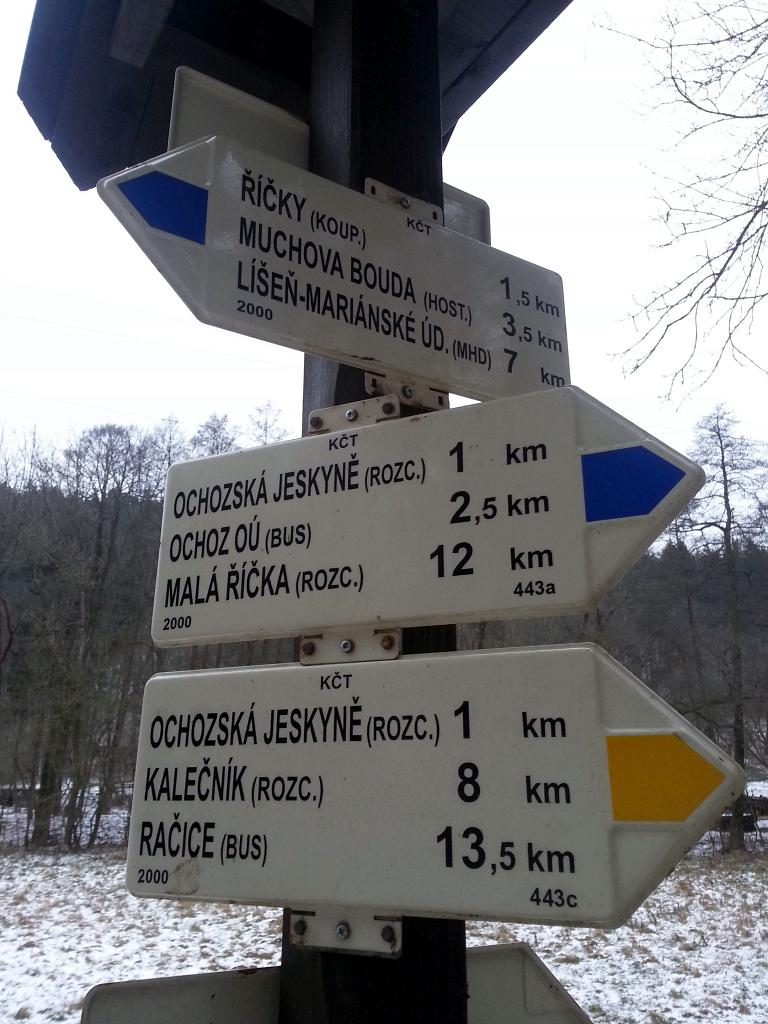 KČT
ŘÍČKY (KOUP.) 1,5 km
MUCHOVA BOUDA (HOST.) 3,5 km
LÍŠEŇ-MARIÁNSKÉ ÚD. (MHD) 7 km
2000
KČT
OCHOZSKÁ JESKYNĚ (ROZC.) 1 km
OCHOZ OÚ (BUS) 2,5 km
MALÁ ŘÍČKA (ROZC.) 12 km
2000 443a
KČT
OCHOZSKÁ JESKYNĚ (ROZC.) 1 km
KALEČNÍK (ROZC.) 8 km
RAČICE (BUS) 13,5 km
2000 443c